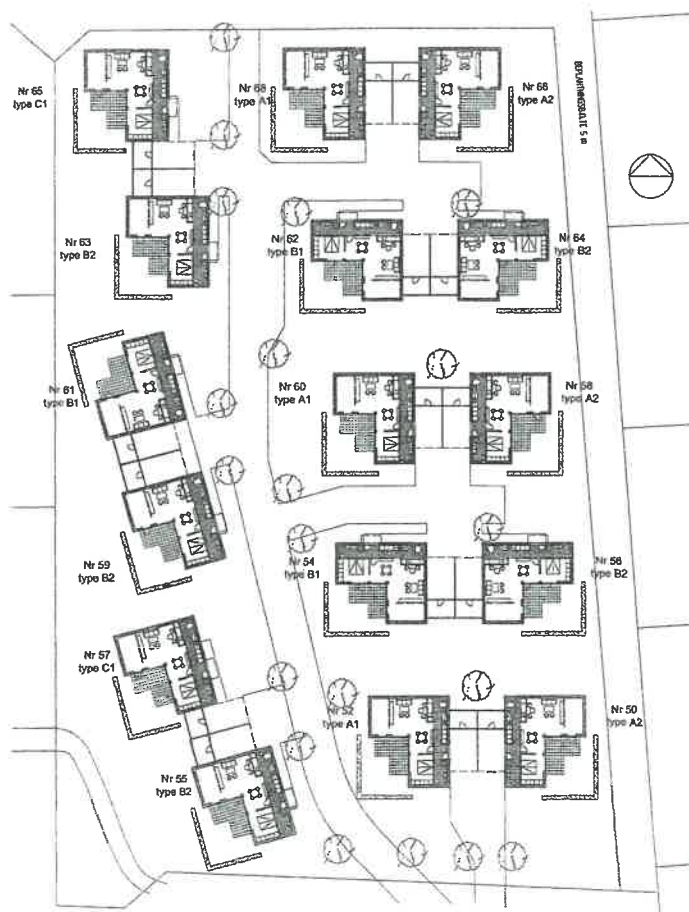 Nr 65
type C1
Nr 68
type A1
Nr 66
type A2
BEPLANTINGSBUILTE 5 m
Nr 63
type B2
Nr 62
type B1
Nr 64
type B2
Nr 61
type B1
Nr 60
type A1
Nr 58
type A2
Nr 59
type B2
Nr 54
type B1
Nr 56
type B2
Nr 57
type C1
Nr 52
type A1
Nr 50
type A2
Nr 55
type B2